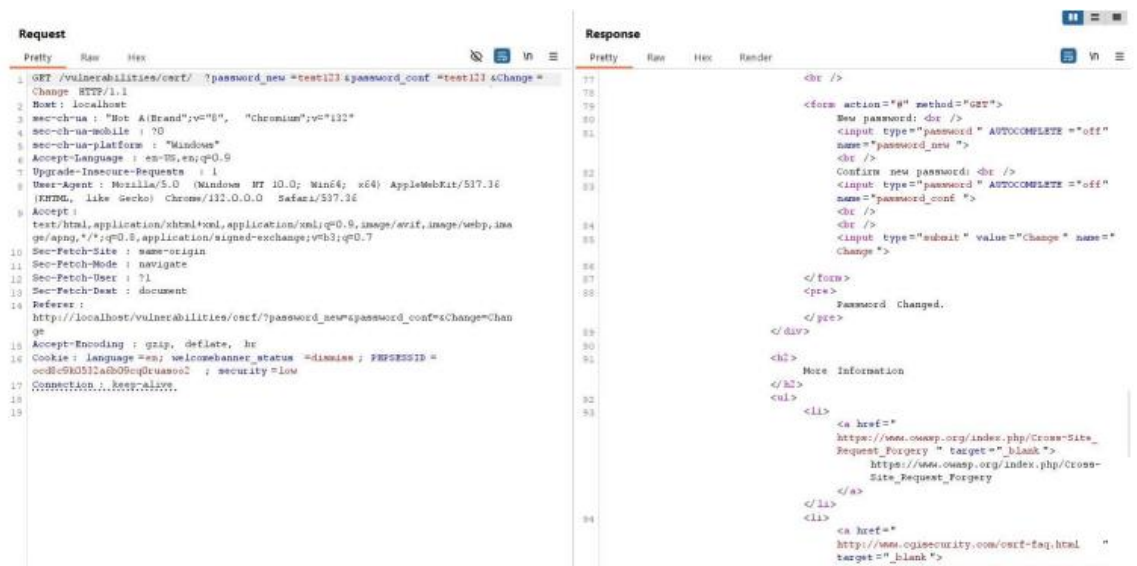 Request
Pretty Raw Hex \n
1 GET /vulnerabilities/csrf/ ?password_new =test123 &password_conf =test123 &Change =
Change HTTP/1.1
2 Host : localhost
3 sec-ch-ua : "Not A(Brand";v="8", "Chromium";v="132"
4 sec-ch-ua-mobile : ?0
5 sec-ch-ua-platform : "Windows"
6 Accept-Language : en-US,en;q=0.9
7 Upgrade-Insecure-Requests : 1
8 User-Agent : Mozilla/5.0 (Windows NT 10.0; Win64; x64) AppleWebKit/537.36
(KHTML, like Gecko) Chrome/132.0.0.0 Safari/537.36
9 Accept :
text/html,application/xhtml+xml,application/xml;q=0.9,image/avif,image/webp,ima
ge/apng,*/*;q=0.8,application/signed-exchange;v=b3;q=0.7
10 Sec-Fetch-Site : same-origin
11 Sec-Fetch-Mode : navigate
12 Sec-Fetch-User : ?1
13 Sec-Fetch-Dest : document
14 Referer :
http://localhost/vulnerabilities/csrf/?password_new=&password_conf=&Change=Chan
ge
15 Accept-Encoding : gzip, deflate, br
16 Cookie : language =en; welcomebanner_status =dismiss ; PHPSESSID =
; security =low
17 Connection : keep-alive
18
19
Response
Pretty Raw Hex Render \n
77 <br />
78
79 <form action ="#" method ="GET">
80 New password: <br />
81 <input type="password " AUTOCOMPLETE ="off"
name="password_new ">
<br />
82 Confirm new password: <br />
83 <input type="password " AUTOCOMPLETE ="off"
name="password_conf ">
<br />
84 <br />
85 <input type="submit " value="Change " name="
Change ">
86
87 </form>
88 <pre>
Password Changed.
</pre>
89 </div>
90
91 <h2>
More Information
</h2>
92 <ul>
93 <li>
<a href="
https://www.owasp.org/index.php/Cross-Site_
Request_Forgery " target="_blank">
https://www.owasp.org/index.php/Cross-
Site_Request_Forgery
</a>
</li>
94 <li>
<a href="
http://www.cgisecurity.com/csrf-faq.html "
target="_blank">